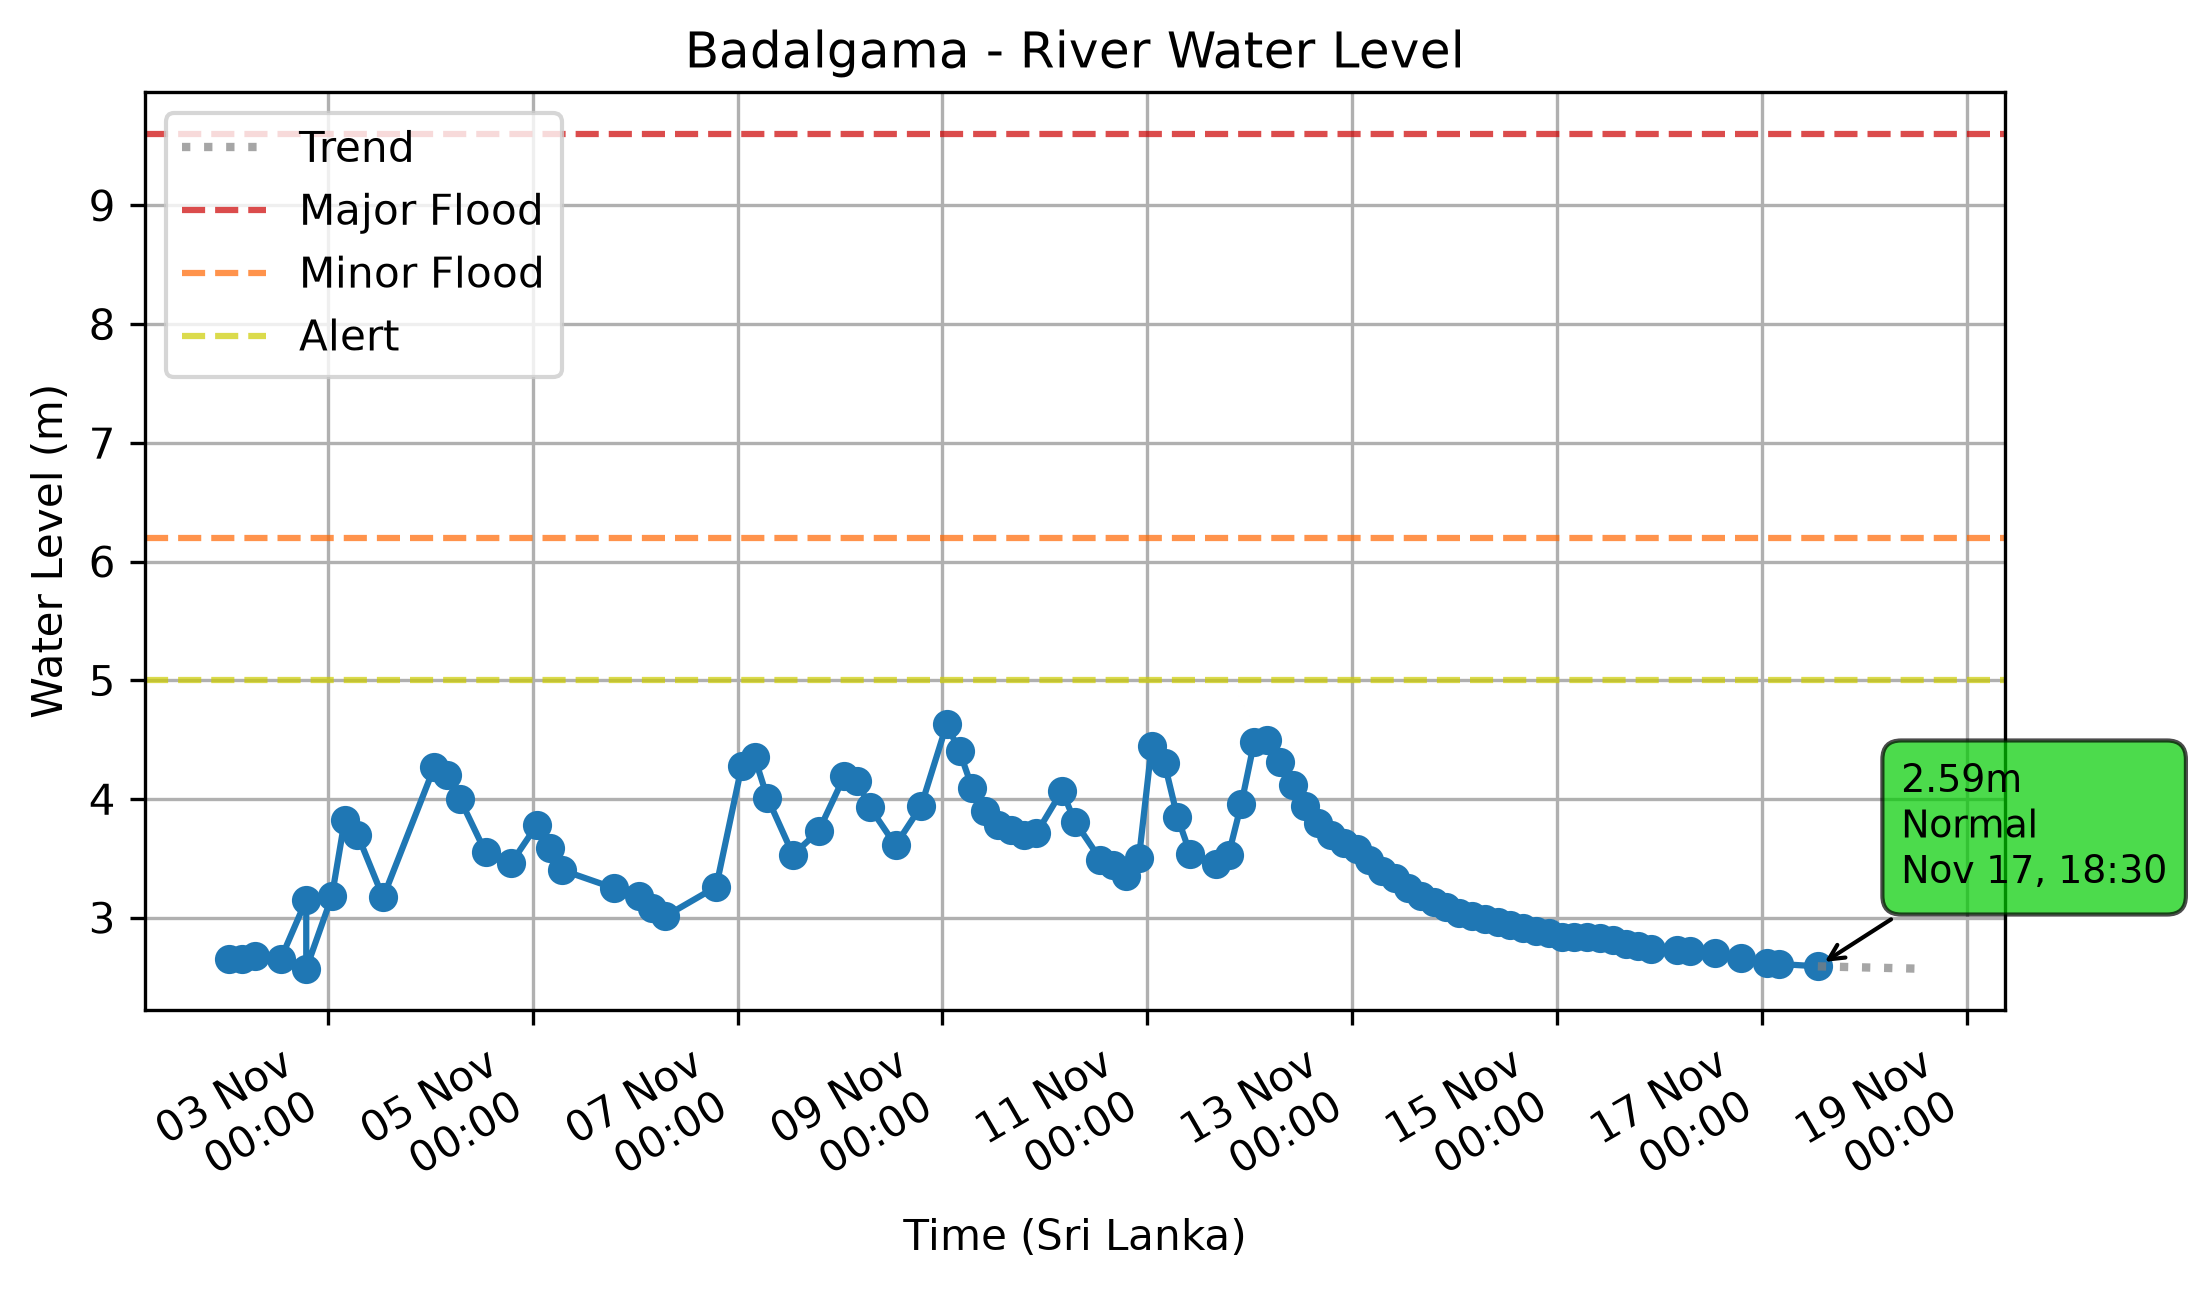 Badalgama - River Water Level
Trend
Major Flood
Minor Flood
Alert
Water Level (m)
9
8
7
6
5
4
3
2.59m
Normal
Nov 17, 18:30
03 Nov
00:00
05 Nov
00:00
07 Nov
00:00
09 Nov
00:00
11 Nov
00:00
13 Nov
00:00
15 Nov
00:00
17 Nov
00:00
19 Nov
00:00
Time (Sri Lanka)